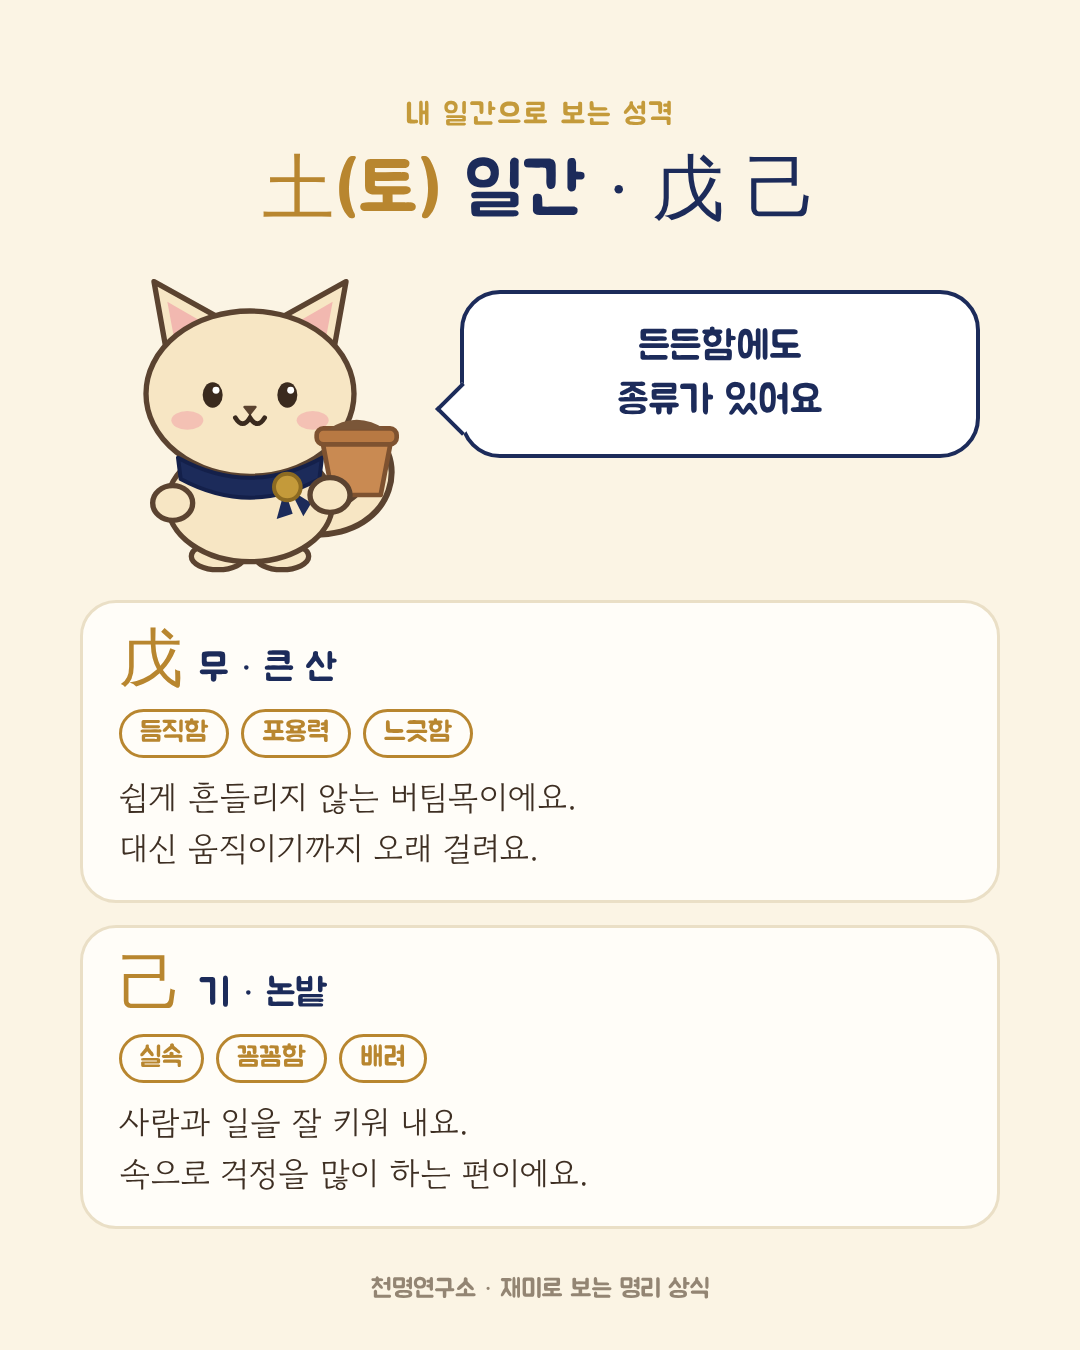 내 일간으로 보는 성격
土(토) 일간 · 戊 己
든든함에도
종류가 있어요
戊 무 · 큰 산
듬직함 포용력 느긋함
쉽게 흔들리지 않는 버팀목이에요.
대신 움직이기까지 오래 걸려요.
己 기 · 논밭
실속 꼼꼼함 배려
사람과 일을 잘 키워 내요.
속으로 걱정을 많이 하는 편이에요.
천명연구소 · 재미로 보는 명리 상식